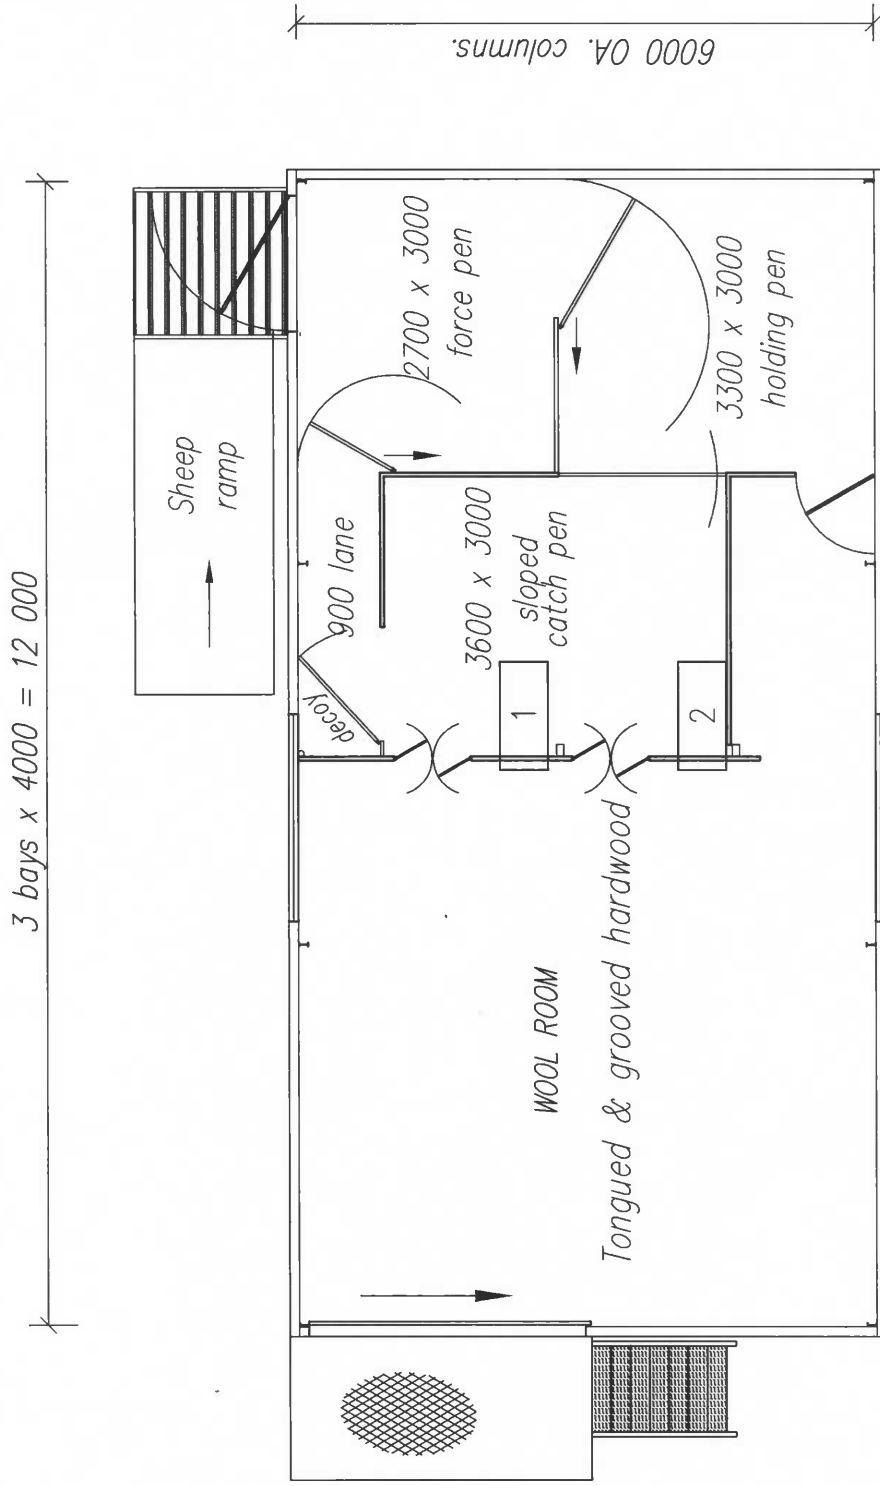 3 bays x 4000 = 12 000
6000 OA. columns.
Sheep
ramp
2700 x 3000
force pen
3300 x 3000
holding pen
900 lane
decoy
3600 x 3000
sloped
catch pen
1
2
WOOL ROOM
Tongued & grooved hardwood